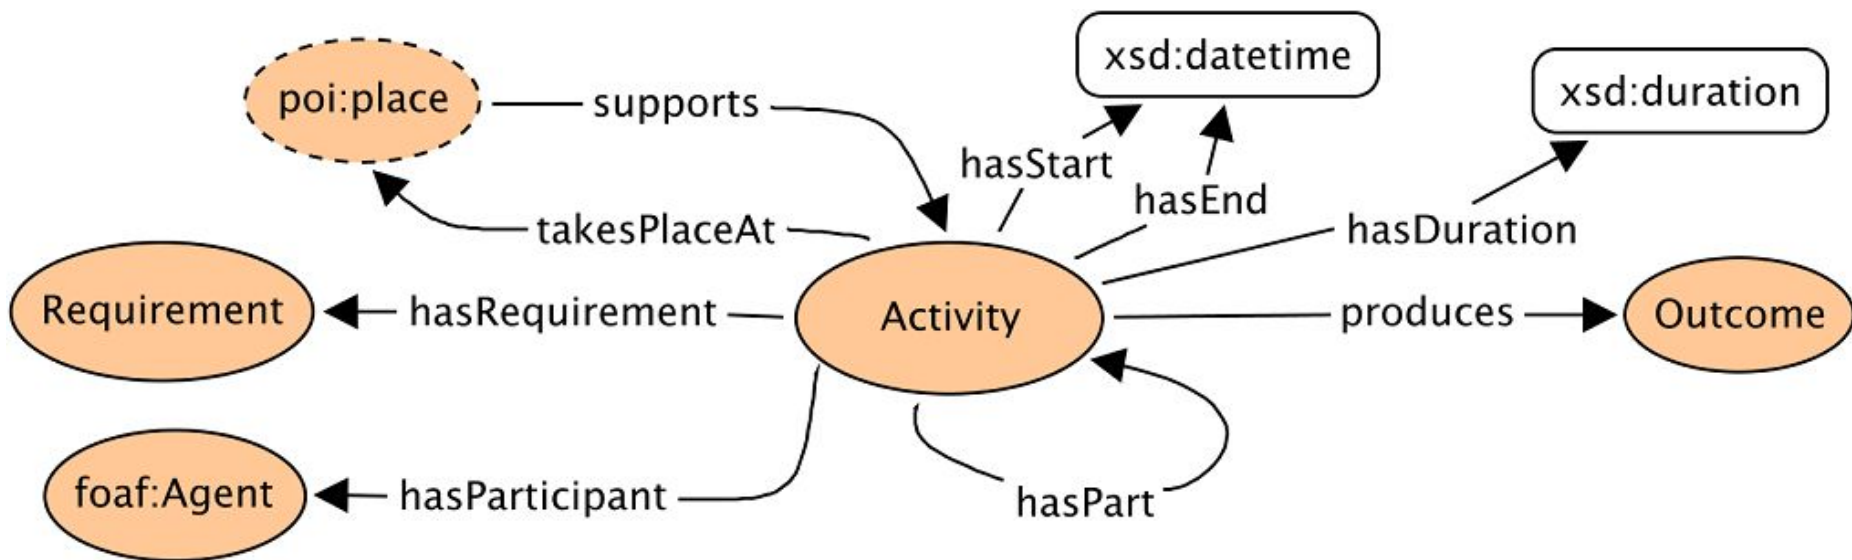 xsd:datetime
poi:place
supports
xsd:duration
hasStart
hasEnd
takesPlaceAt
hasDuration
Requirement
hasRequirement
Activity
produces
Outcome
foaf:Agent
hasParticipant
hasPart